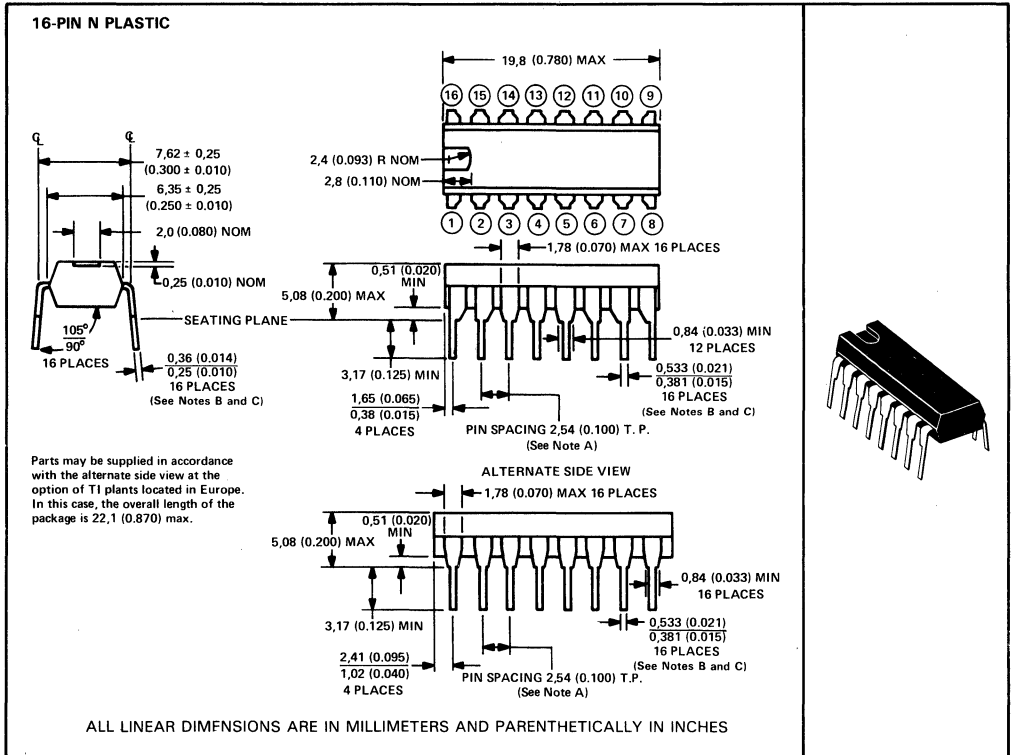 16-PIN N PLASTIC
19,8 (0.780) MAX
16 15 14 13 12 11 10 9
℄ ℄
7,62 ± 0,25
(0.300 ± 0.010)
6,35 ± 0,25
(0.250 ± 0.010)
2,0 (0.080) NOM
0,25 (0.010) NOM
105°
90°
16 PLACES
0,36 (0.014)
0,25 (0.010)
16 PLACES
(See Notes B and C)
2,4 (0.093) R NOM
2,8 (0.110) NOM
1 2 3 4 5 6 7 8
1,78 (0.070) MAX 16 PLACES
0,51 (0.020)
MIN
5,08 (0.200) MAX
SEATING PLANE
0,84 (0.033) MIN
12 PLACES
3,17 (0.125) MIN
0,533 (0.021)
0,381 (0.015)
16 PLACES
(See Notes B and C)
1,65 (0.065)
0,38 (0.015)
4 PLACES
PIN SPACING 2,54 (0.100) T. P.
(See Note A)
Parts may be supplied in accordance
with the alternate side view at the
option of TI plants located in Europe.
In this case, the overall length of the
package is 22,1 (0.870) max.
ALTERNATE SIDE VIEW
1,78 (0.070) MAX 16 PLACES
0,51 (0.020)
MIN
5,08 (0.200) MAX
0,84 (0.033) MIN
16 PLACES
3,17 (0.125) MIN
0,533 (0.021)
0,381 (0.015)
16 PLACES
(See Notes B and C)
2,41 (0.095)
1,02 (0.040)
4 PLACES
PIN SPACING 2,54 (0.100) T.P.
(See Note A)
ALL LINEAR DIMENSIONS ARE IN MILLIMETERS AND PARENTHETICALLY IN INCHES